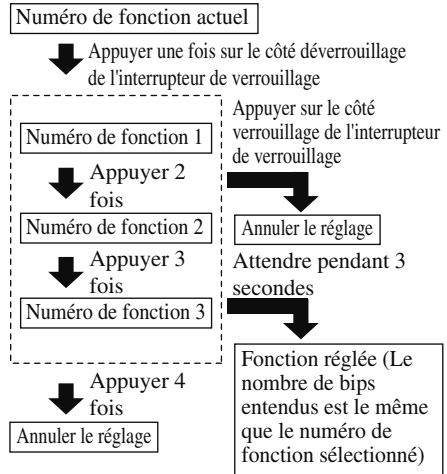 Numéro de fonction actuel
Appuyer une fois sur le côté déverrouillage
de l'interrupteur de verrouillage
Appuyer sur le côté
verrouillage de l'interrupteur
de verrouillage
Numéro de fonction 1
Appuyer 2
fois
Numéro de fonction 2
Annuler le réglage
Appuyer 3
fois
Attendre pendant 3
secondes
Numéro de fonction 3
Fonction réglée (Le
nombre de bips
entendus est le même
que le numéro de
fonction sélectionné)
Appuyer 4
fois
Annuler le réglage